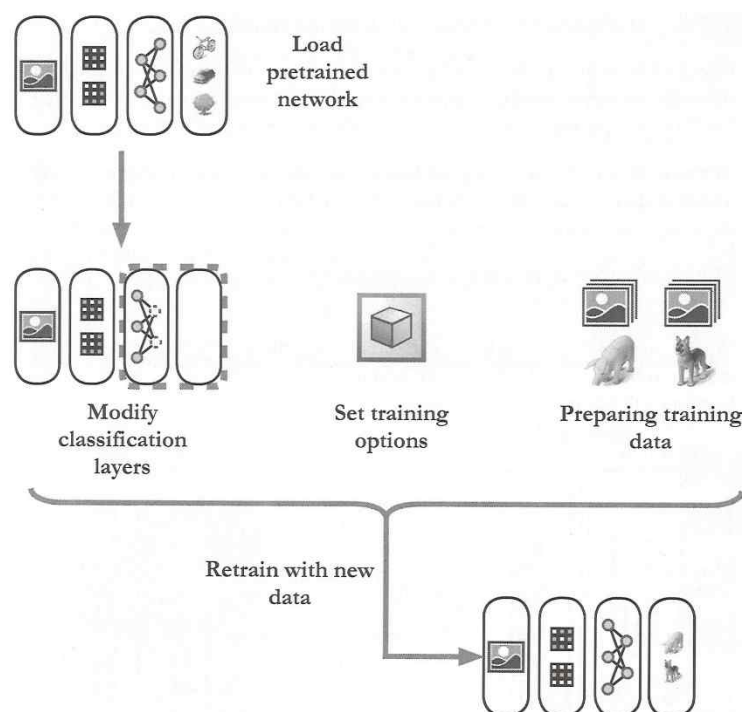 Load
pretrained
network
Modify
classification
layers
Set training
options
Preparing training
data
Retrain with new
data